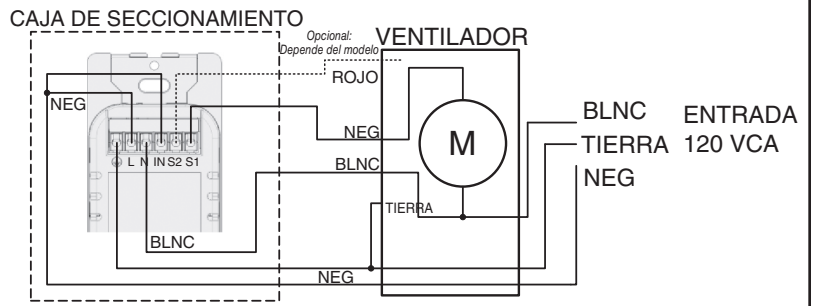 CAJA DE SECCIONAMIENTO
Opcional:
Depende del modelo
VENTILADOR
ROJO
NEG
NEG
BLNC
L N IN S2 S1
TIERRA
BLNC
NEG
M
BLNC
TIERRA
NEG
ENTRADA
120 VCA